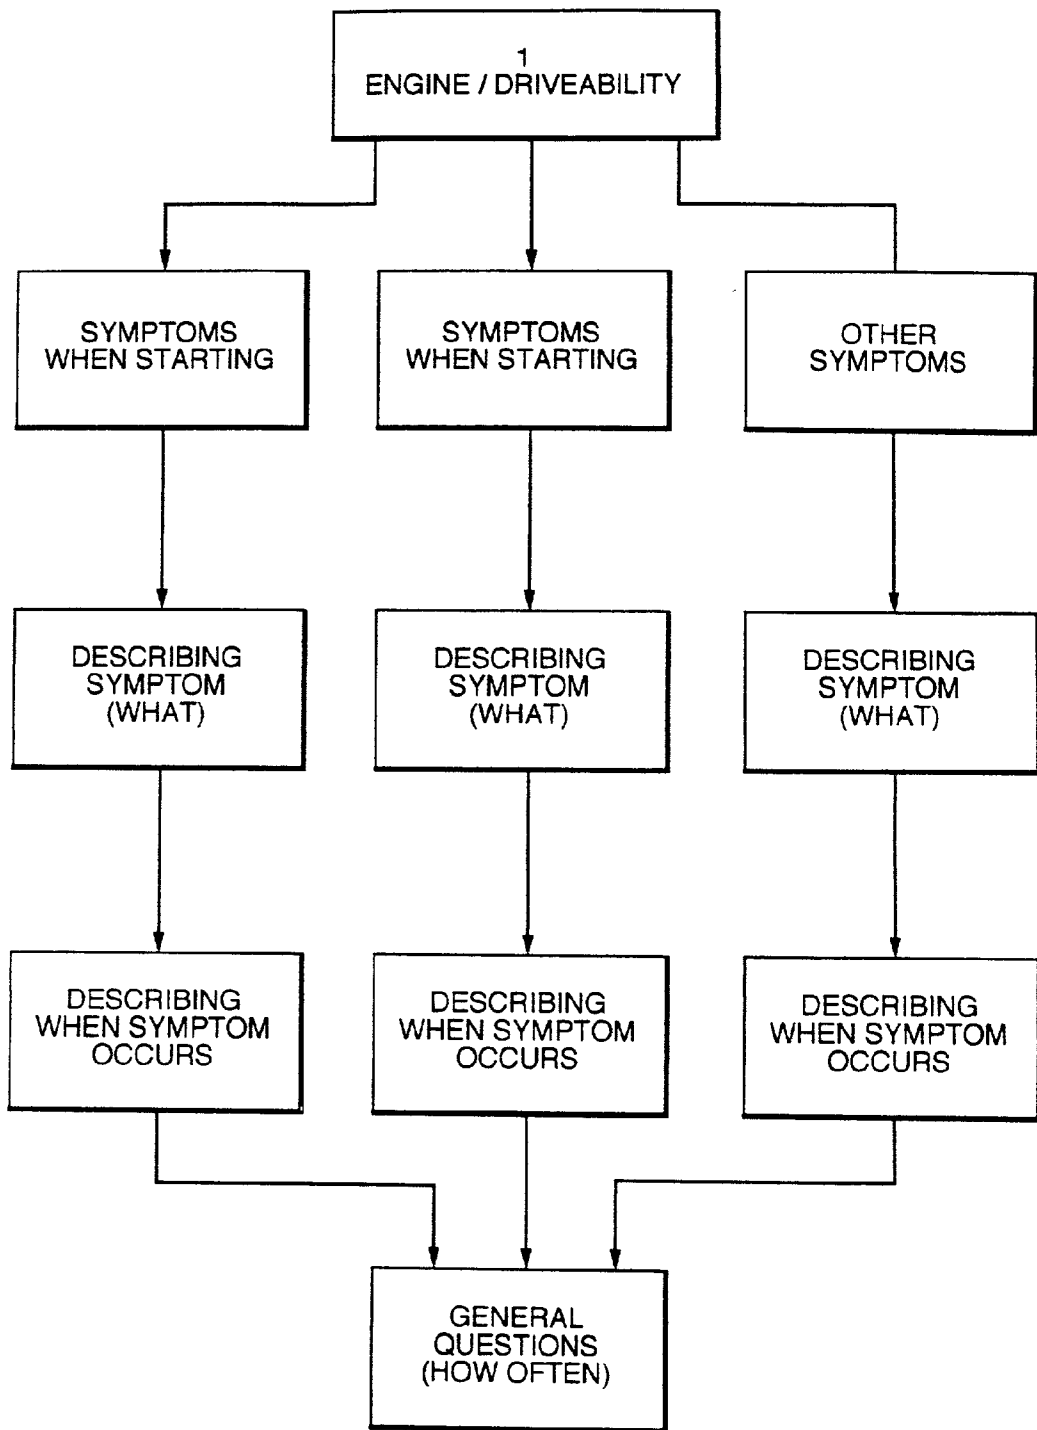 1
ENGINE / DRIVEABILITY
SYMPTOMS
WHEN STARTING
SYMPTOMS
WHEN STARTING
OTHER
SYMPTOMS
DESCRIBING
SYMPTOM
(WHAT)
DESCRIBING
SYMPTOM
(WHAT)
DESCRIBING
SYMPTOM
(WHAT)
DESCRIBING
WHEN SYMPTOM
OCCURS
DESCRIBING
WHEN SYMPTOM
OCCURS
DESCRIBING
WHEN SYMPTOM
OCCURS
GENERAL
QUESTIONS
(HOW OFTEN)